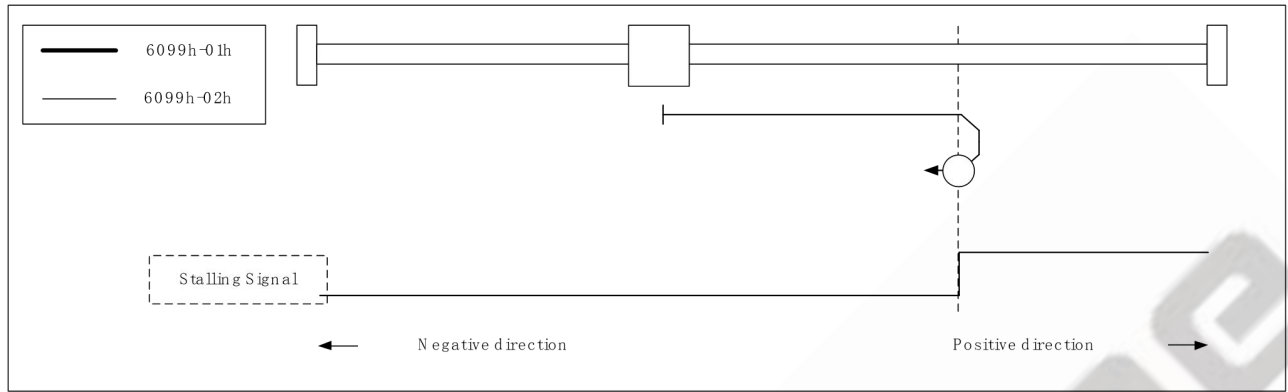 6099h-01h
6099h-02h
Stalling Signal
Negative direction
Positive direction